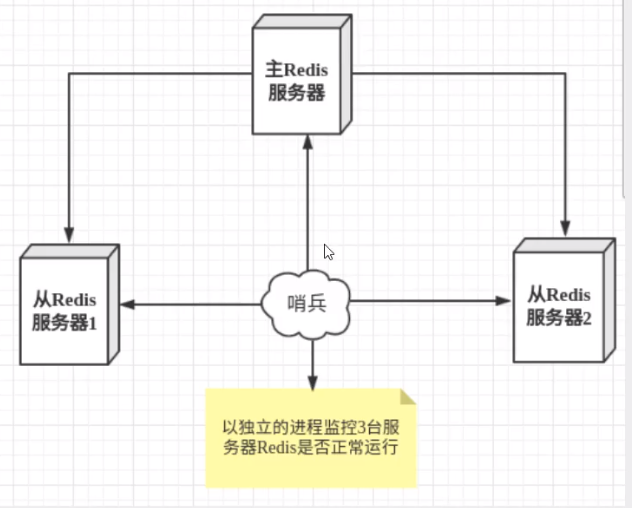 主Redis
服务器
从Redis
服务器1
哨兵
从Redis
服务器2
以独立的进程监控3台服
务器Redis是否正常运行